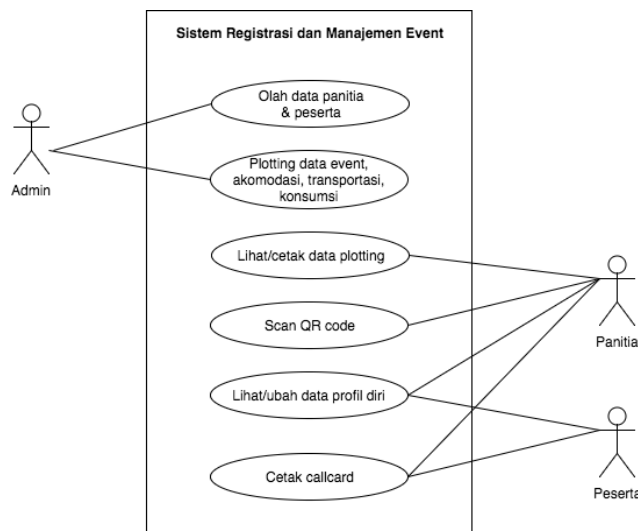 Sistem Registrasi dan Manajemen Event
Olah data panitia
& peserta
Admin
Plotting data event,
akomodasi, transportasi,
konsumsi
Lihat/cetak data plotting
Scan QR code
Panitia
Lihat/ubah data profil diri
Cetak callcard
Peserta